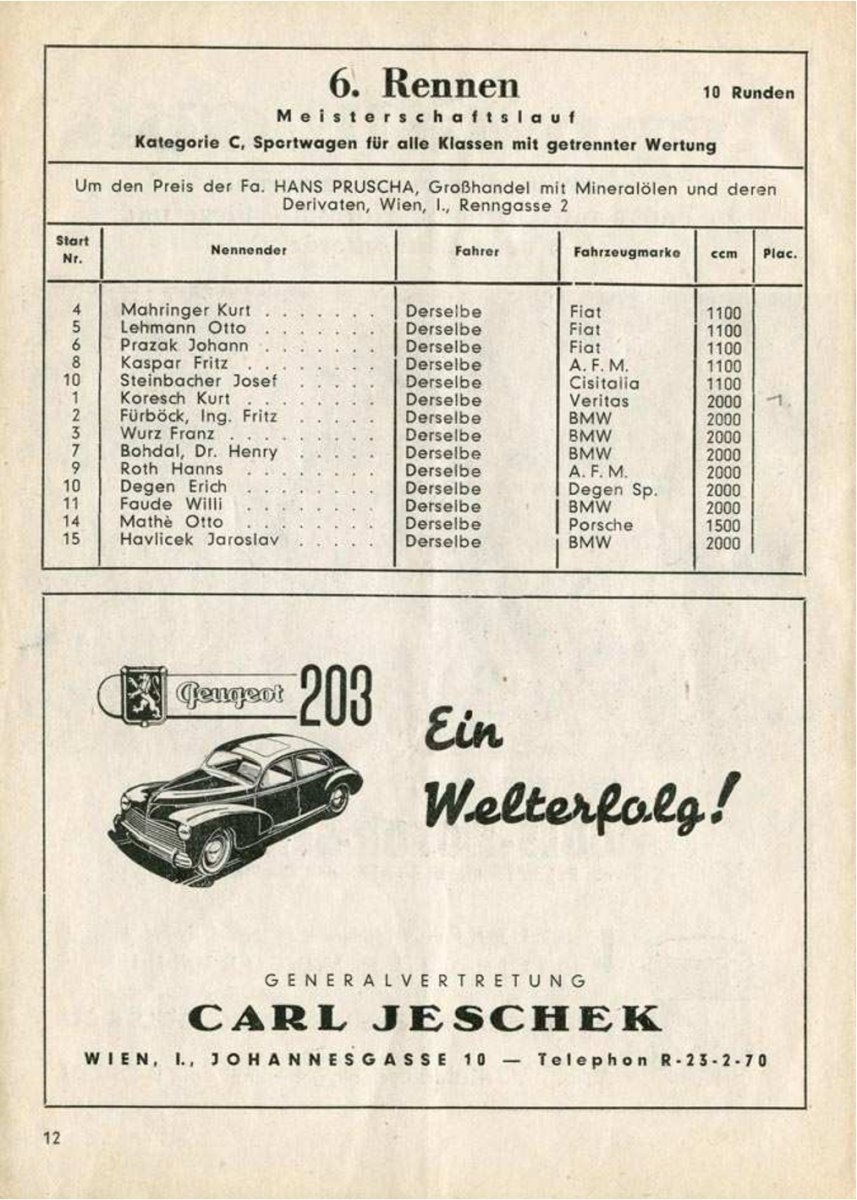 6. Rennen 10 Runden
Meisterschaftslauf
Kategorie C, Sportwagen für alle Klassen mit getrennter Wertung
Um den Preis der Fa. HANS PRUSCHA, Großhandel mit Mineralölen und deren
Derivaten, Wien, I., Renngasse 2
Start Nr. Nennender Fahrer Fahrzeugmarke ccm Plac.
4 Mahringer Kurt . . . . . . . Derselbe Fiat 1100
5 Lehmann Otto . . . . . . . Derselbe Fiat 1100
6 Prazak Johann . . . . . . . Derselbe Fiat 1100
8 Kaspar Fritz . . . . . . . . Derselbe A. F. M. 1100
10 Steinbacher Josef . . . . . Derselbe Cisitalia 1100
1 Koresch Kurt . . . . . . . . Derselbe Veritas 2000 1.
2 Fürböck, Ing. Fritz . . . . . Derselbe BMW 2000
3 Wurz Franz . . . . . . . . . Derselbe BMW 2000
7 Bohdal, Dr. Henry . . . . . Derselbe BMW 2000
9 Roth Hanns . . . . . . . . Derselbe A. F. M. 2000
10 Degen Erich . . . . . . . . Derselbe Degen Sp. 2000
11 Faude Willi . . . . . . . . Derselbe BMW 2000
14 Mathè Otto . . . . . . . . Derselbe Porsche 1500
15 Havlicek Jaroslav . . . . . Derselbe BMW 2000
Peugeot 203
Ein
Welterfolg!
GENERALVERTRETUNG
CARL JESCHEK
WIEN, I., JOHANNESGASSE 10 — Telephon R-23-2-70
12